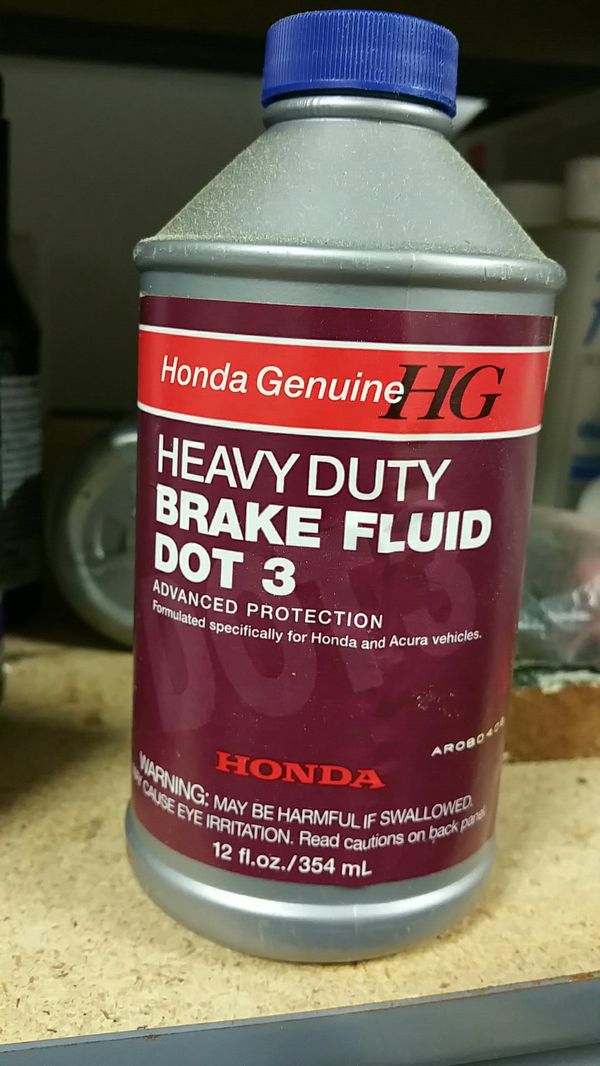 Honda Genuine HG
HEAVY DUTY
BRAKE FLUID
DOT 3
ADVANCED PROTECTION
Formulated specifically for Honda and Acura vehicles.
DOT 3
HONDA
WARNING: MAY BE HARMFUL IF SWALLOWED.
CAUSE EYE IRRITATION. Read cautions on back panel
12 fl.oz./354 mL